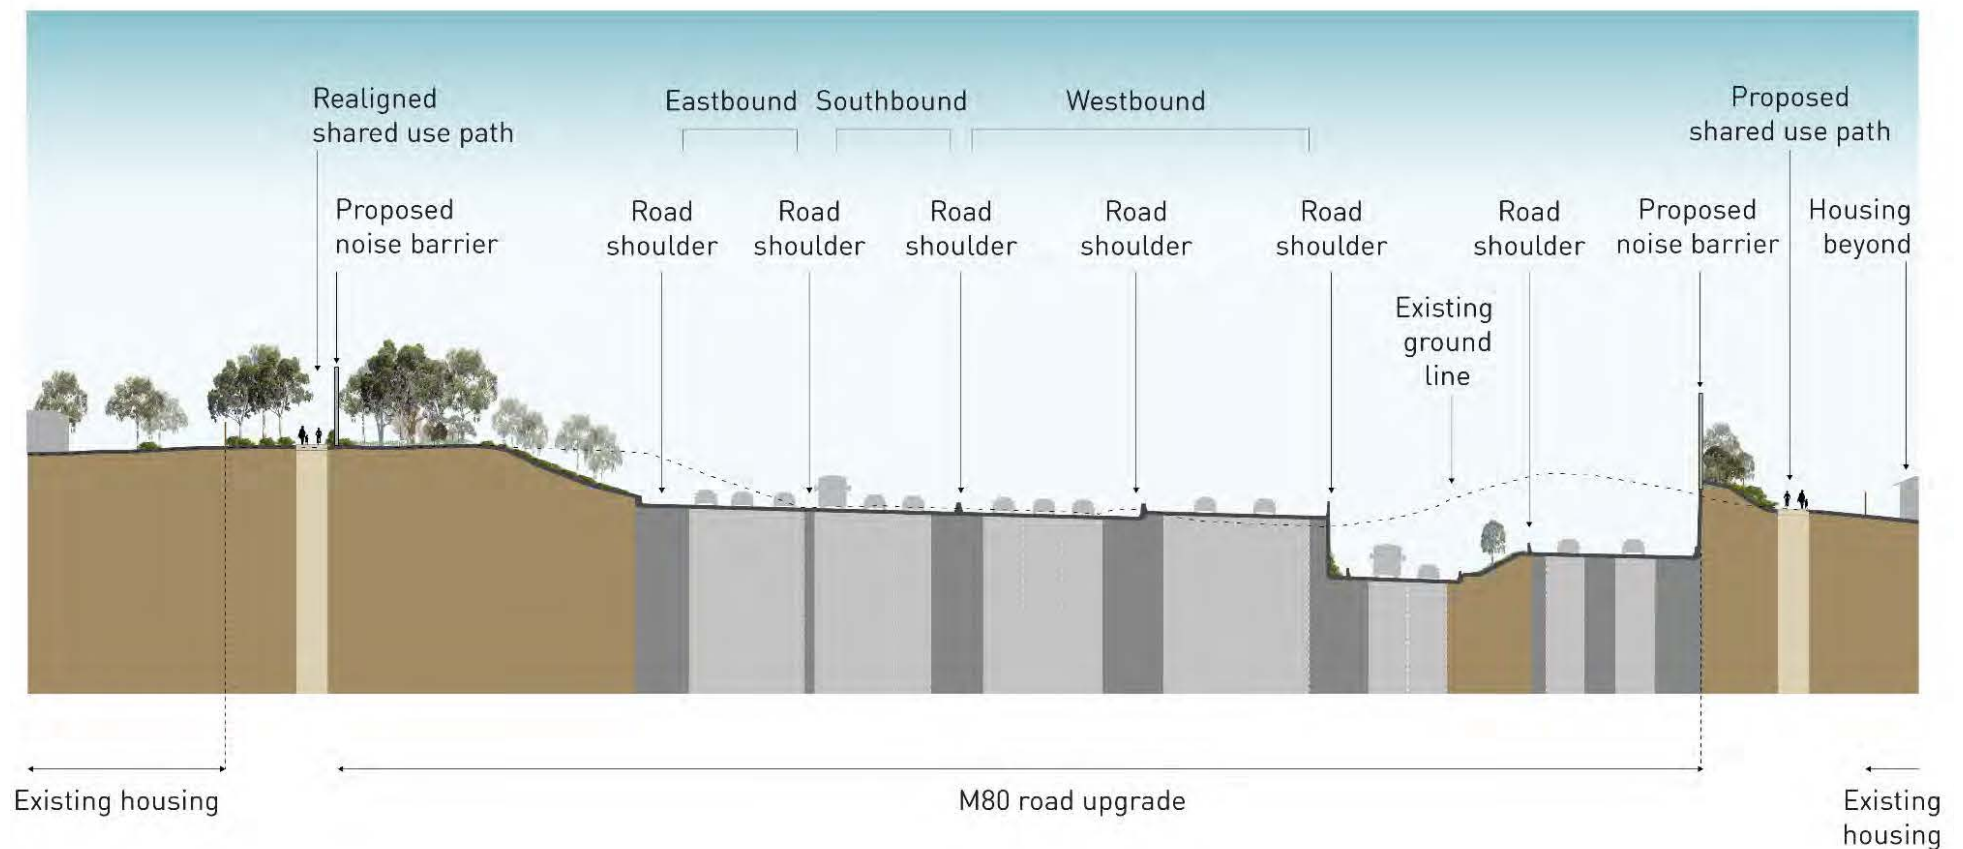 Realigned
shared use path
Eastbound
Southbound
Westbound
Proposed
shared use path
Proposed
noise barrier
Road
shoulder
Road
shoulder
Road
shoulder
Road
shoulder
Road
shoulder
Road
shoulder
Proposed
noise barrier
Housing
beyond
Existing
ground
line
Existing housing
M80 road upgrade
Existing
housing